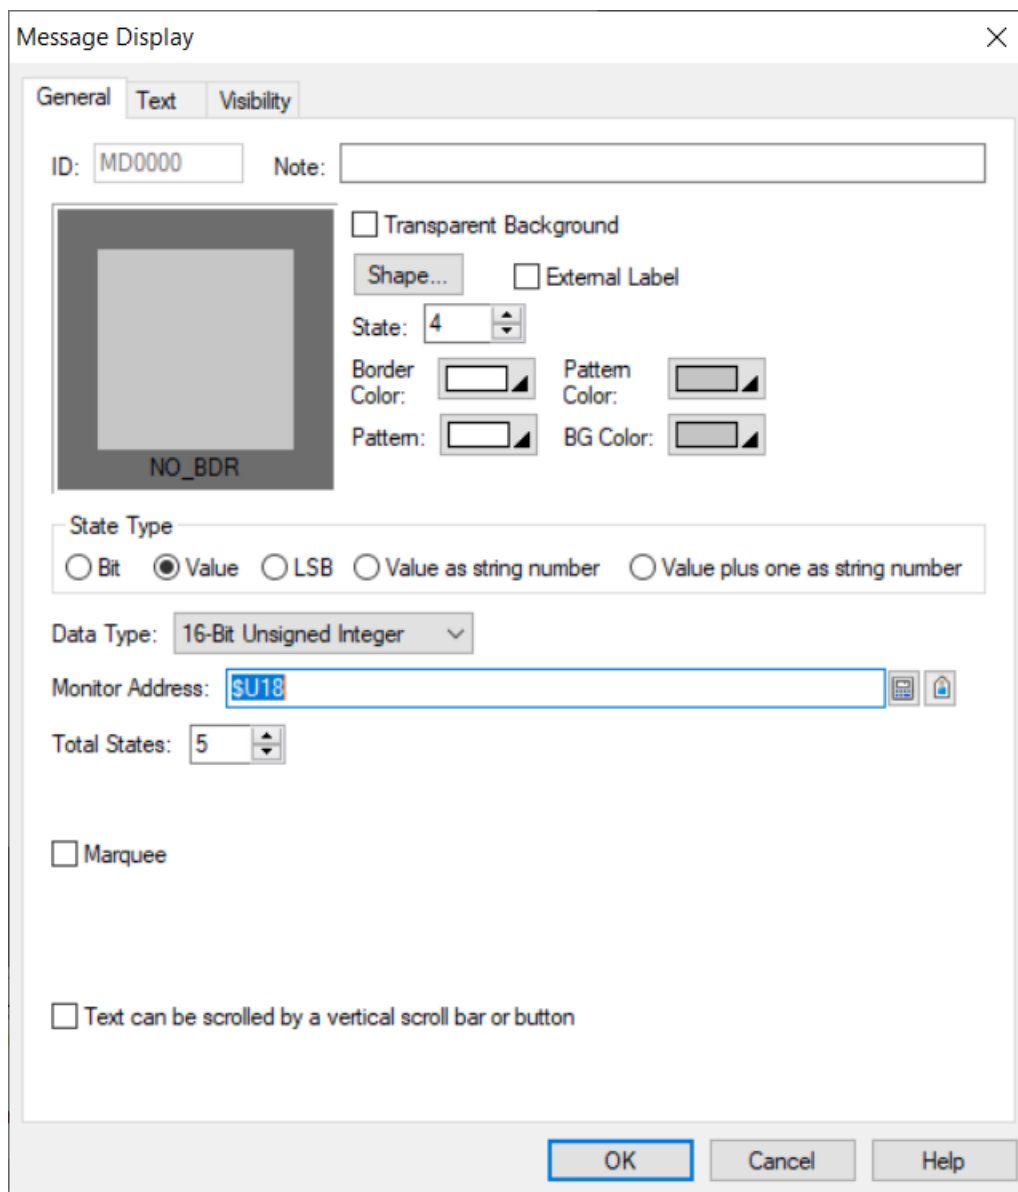 Message Display
General Text Visibility
ID: MD0000 Note:
Transparent Background
Shape... External Label
State: 4
Border Color: Pattern Color:
Pattern: BG Color:
NO_BDR
State Type
Bit Value LSB Value as string number Value plus one as string number
Data Type: 16-Bit Unsigned Integer
Monitor Address: $U18
Total States: 5
Marquee
Text can be scrolled by a vertical scroll bar or button
OK Cancel Help